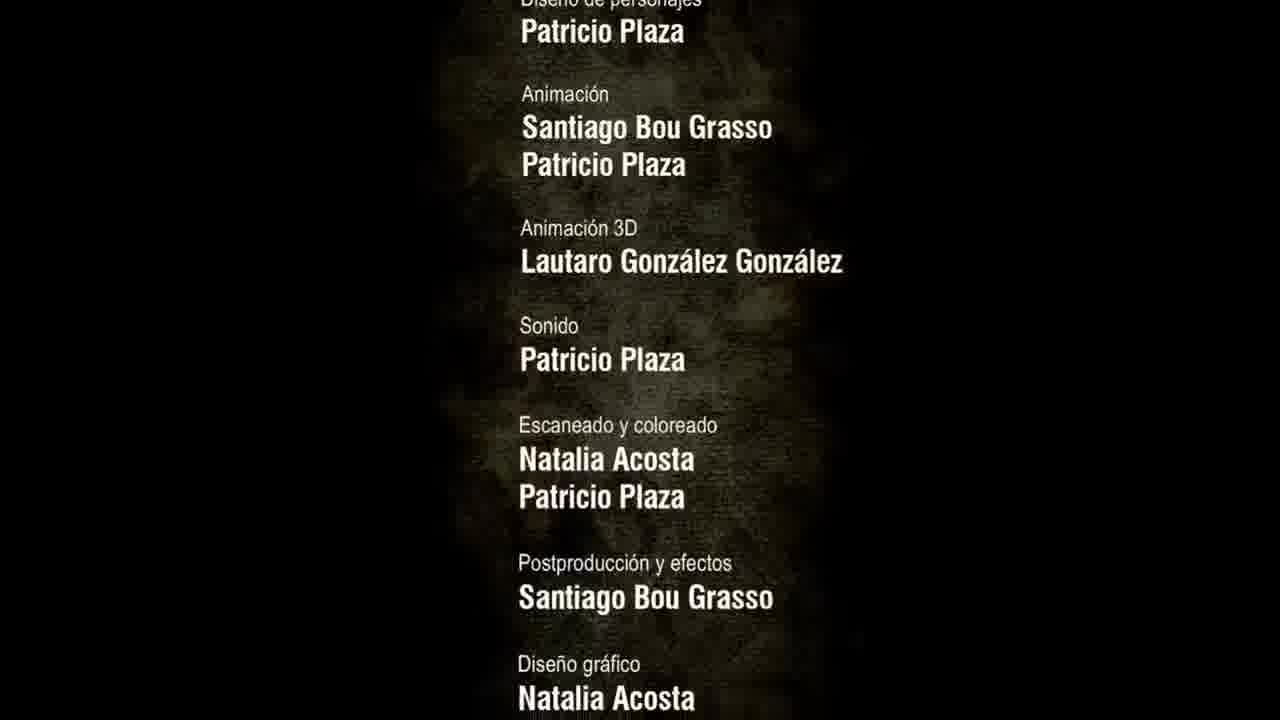 Diseño de personajes
Patricio Plaza
Animación
Santiago Bou Grasso
Patricio Plaza
Animación 3D
Lautaro González González
Sonido
Patricio Plaza
Escaneado y coloreado
Natalia Acosta
Patricio Plaza
Postproducción y efectos
Santiago Bou Grasso
Diseño gráfico
Natalia Acosta